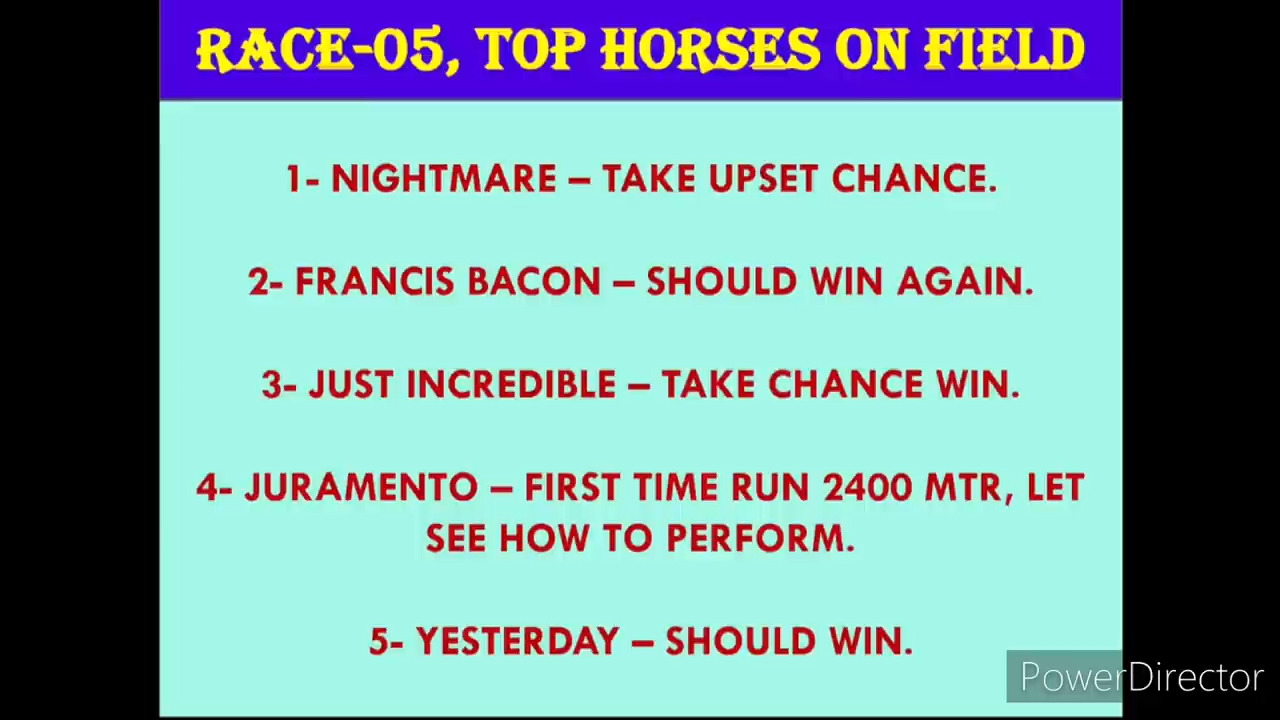 RACE-05, TOP HORSES ON FIELD
1- NIGHTMARE – TAKE UPSET CHANCE.
2- FRANCIS BACON – SHOULD WIN AGAIN.
3- JUST INCREDIBLE – TAKE CHANCE WIN.
4- JURAMENTO – FIRST TIME RUN 2400 MTR, LET
SEE HOW TO PERFORM.
5- YESTERDAY – SHOULD WIN.
PowerDirector